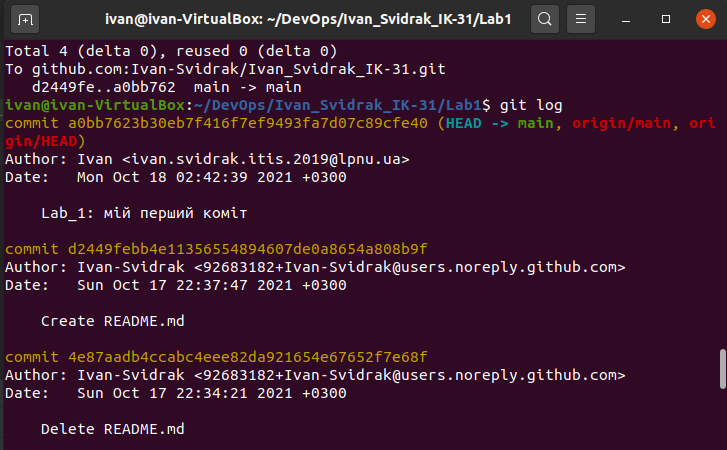 ivan@ivan-VirtualBox: ~/DevOps/Ivan_Svidrak_IK-31/Lab1
Total 4 (delta 0), reused 0 (delta 0)
To github.com:Ivan-Svidrak/Ivan_Svidrak_IK-31.git
   d2449fe..a0bb762  main -> main
ivan@ivan-VirtualBox:~/DevOps/Ivan_Svidrak_IK-31/Lab1$ git log
commit a0bb7623b30eb7f416f7ef9493fa7d07c89cfe40 (HEAD -> main, origin/main, ori
gin/HEAD)
Author: Ivan <ivan.svidrak.itis.2019@lpnu.ua>
Date:   Mon Oct 18 02:42:39 2021 +0300
    Lab_1: мій перший коміт
commit d2449febb4e11356554894607de0a8654a808b9f
Author: Ivan-Svidrak <92683182+Ivan-Svidrak@users.noreply.github.com>
Date:   Sun Oct 17 22:37:47 2021 +0300
    Create README.md
commit 4e87aadb4ccabc4eee82da921654e67652f7e68f
Author: Ivan-Svidrak <92683182+Ivan-Svidrak@users.noreply.github.com>
Date:   Sun Oct 17 22:34:21 2021 +0300
    Delete README.md